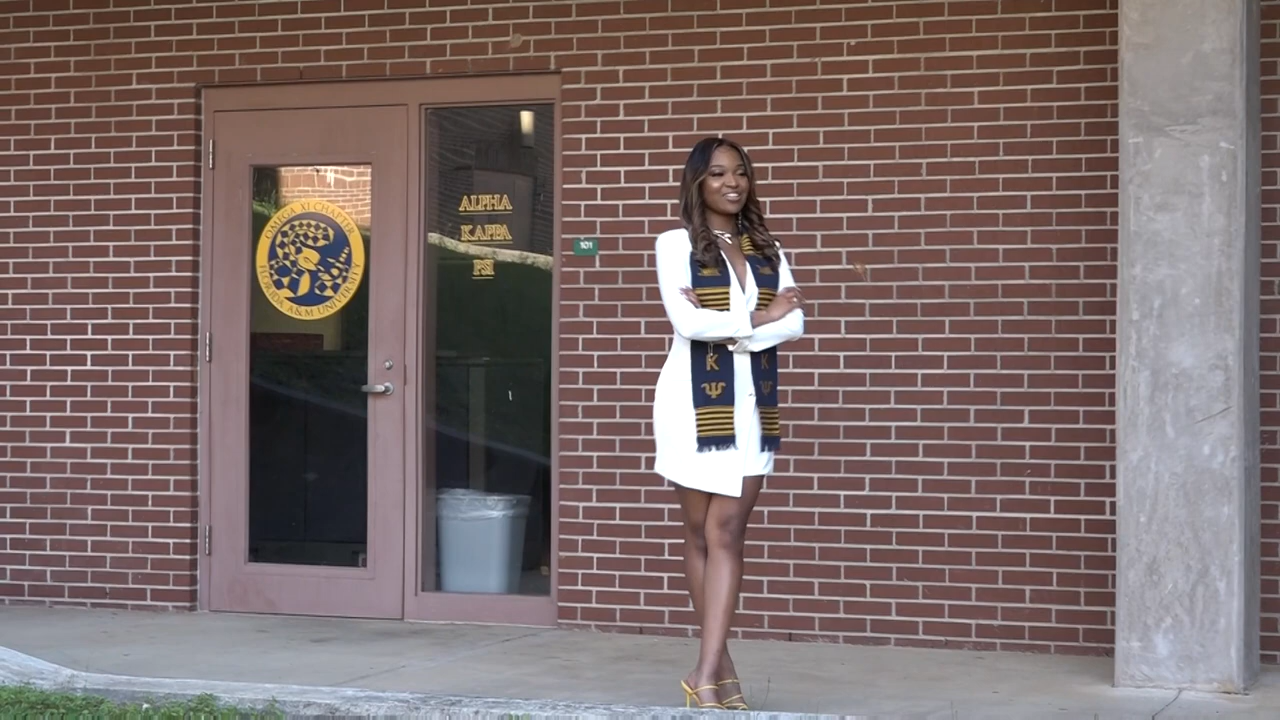 OMEGA XI CHAPTER
FLORIDA A&M UNIVERSITY
ALPHA
KAPPA
PSI
101
K K
Ψ Ψ